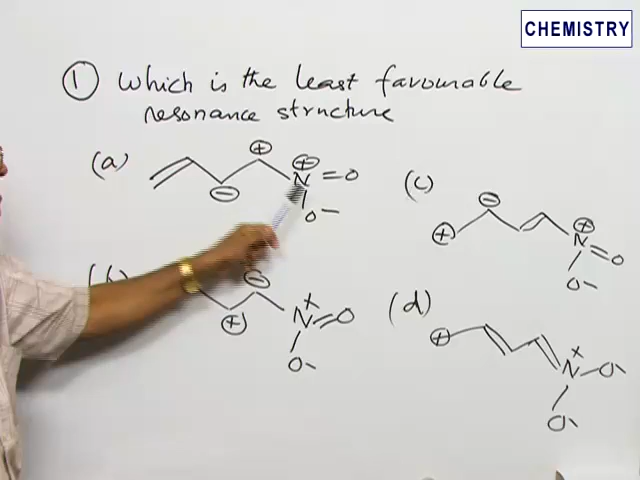 CHEMISTRY
① Which is the least favourable
resonance structure
(a) ⊕ ⊕
N = O
⊖
O −
(c) ⊖ ⊕
⊕ N = O
O −
(b) ⊖
N + = O
⊕
O −
(d) ⊕
N + O −
O −